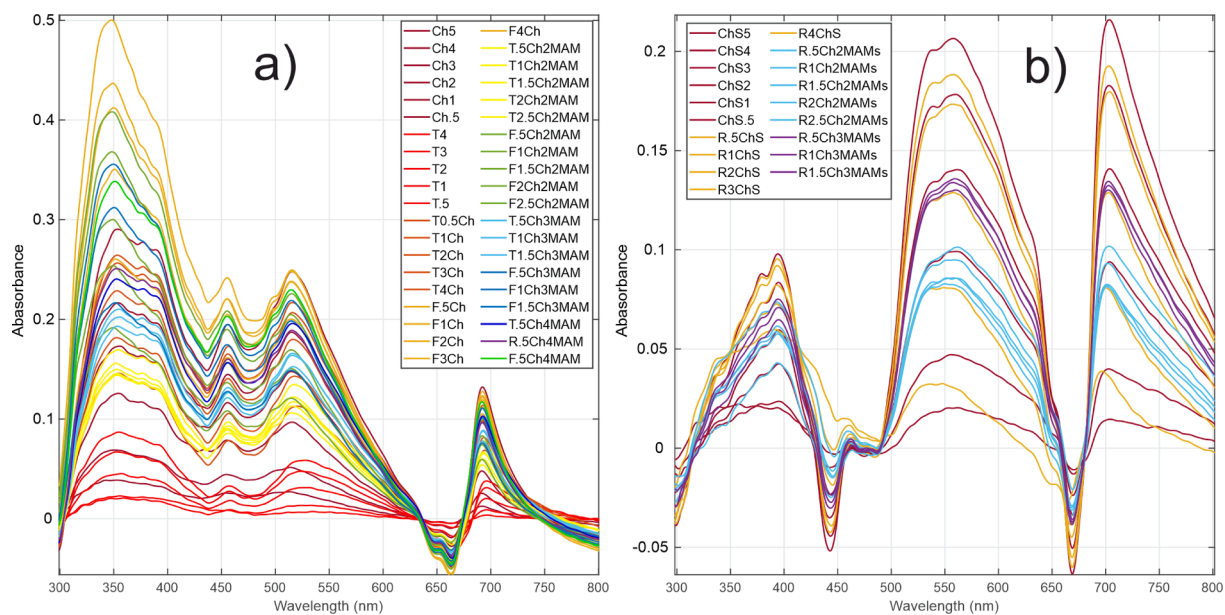 a)
0.5
0.4
0.3
0.2
0.1
0
Abasorbance
300 350 400 450 500 550 600 650 700 750 800
Wavelength (nm)
Ch5
Ch4
Ch3
Ch2
Ch1
Ch.5
T4
T3
T2
T1
T.5
T0.5Ch
T1Ch
T2Ch
T3Ch
T4Ch
F.5Ch
F1Ch
F2Ch
F3Ch
F4Ch
T.5Ch2MAM
T1Ch2MAM
T1.5Ch2MAM
T2Ch2MAM
T2.5Ch2MAM
F.5Ch2MAM
F1Ch2MAM
F1.5Ch2MAM
F2Ch2MAM
F2.5Ch2MAM
T.5Ch3MAM
T1Ch3MAM
T1.5Ch3MAM
F.5Ch3MAM
F1Ch3MAM
F1.5Ch3MAM
T.5Ch4MAM
R.5Ch4MAM
F.5Ch4MAM
b)
0.2
0.15
0.1
0.05
0
-0.05
Abasorbance
300 350 400 450 500 550 600 650 700 750 800
Wavelength (nm)
ChS5
ChS4
ChS3
ChS2
ChS1
ChS.5
R.5ChS
R1ChS
R2ChS
R3ChS
R4ChS
R.5Ch2MAMs
R1Ch2MAMs
R1.5Ch2MAMs
R2Ch2MAMs
R2.5Ch2MAMs
R.5Ch3MAMs
R1Ch3MAMs
R1.5Ch3MAMs